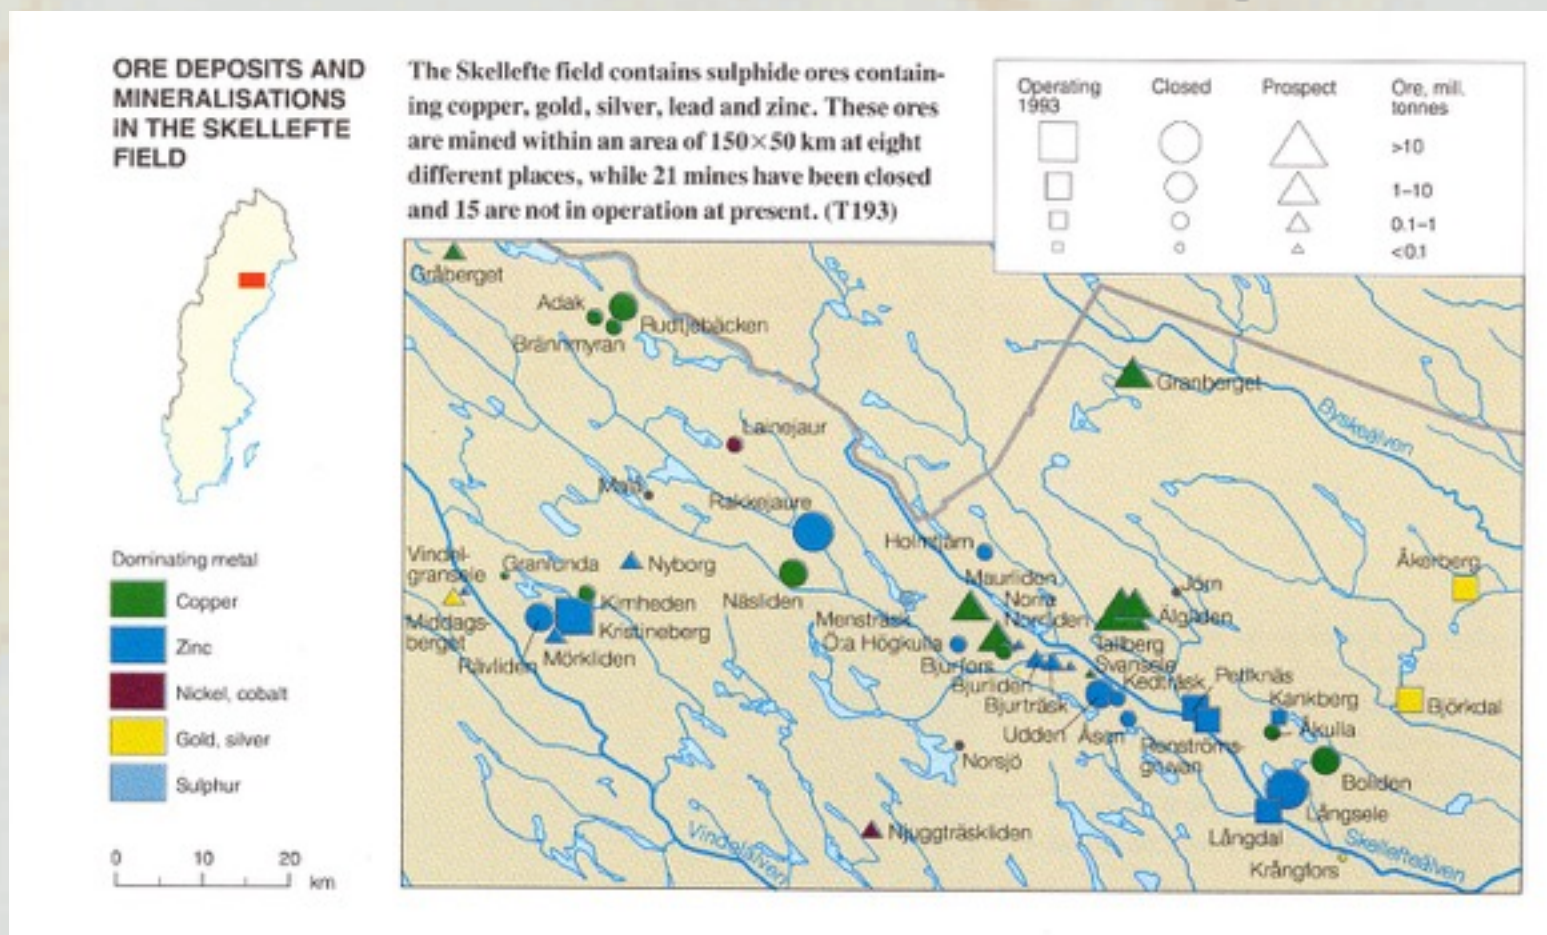 ORE DEPOSITS AND
MINERALISATIONS
IN THE SKELLEFTE
FIELD
The Skellefte field contains sulphide ores contain-
ing copper, gold, silver, lead and zinc. These ores
are mined within an area of 150×50 km at eight
different places, while 21 mines have been closed
and 15 are not in operation at present. (T193)
Operating
1993
Closed
Prospect
Ore, mill.
tonnes
>10
1–10
0.1–1
<0.1
Gråberget
Adak
Rudtjebäcken
Brännmyran
Granberget
Byskeälven
Lainejaur
Malå
Rakkejaure
Holmtjärn
Vindel-
gransele
Granlunda
Nyborg
Åkerberg
Maurliden
Jörn
Kimheden
Näsliden
Norra
Norrliden
Menträsk
Älgliden
Middags-
berget
Kristineberg
Ö:a Högkulla
Tallberg
Rävliden
Mörkliden
Bjurfors
Svansele
Bjurliden
Kedträsk
Petiknäs
Bjurträsk
Kankberg
Björkdal
Udden
Åsen
Renströms-
gruvan
Åkulla
Norsjö
Boliden
Långsele
Njuggträskliden
Långdal
Vindelälven
Skellefteälven
Krångfors
Dominating metal
Copper
Zinc
Nickel, cobalt
Gold, silver
Sulphur
0 10 20
km